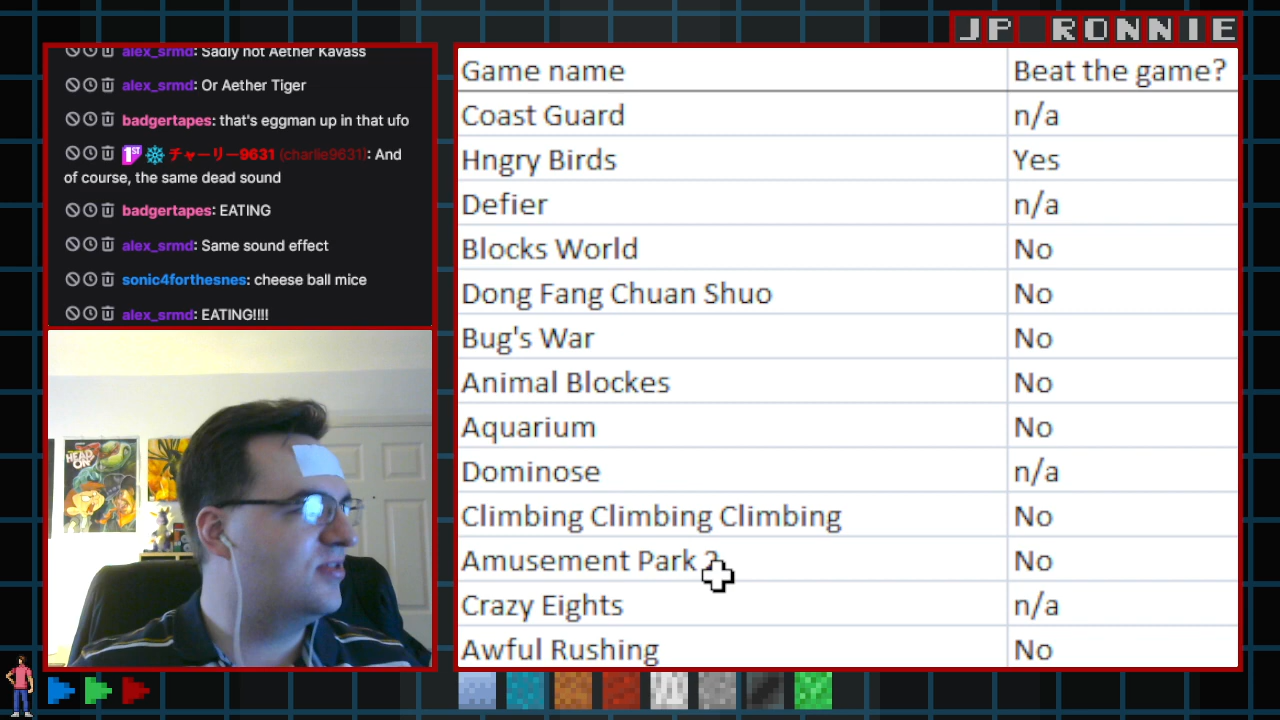 JP RONNIE
alex_srmd: Sadly not Aether Kavass
alex_srmd: Or Aether Tiger
badgertapes: that's eggman up in that ufo
1ST チャーリー9631 (charlie9631): And
of course, the same dead sound
badgertapes: EATING
alex_srmd: Same sound effect
sonic4forthesnes: cheese ball mice
alex_srmd: EATING!!!!
HEAD ON
Game name Beat the game?
Coast Guard n/a
Hngry Birds Yes
Defier n/a
Blocks World No
Dong Fang Chuan Shuo No
Bug's War No
Animal Blockes No
Aquarium No
Dominose n/a
Climbing Climbing Climbing No
Amusement Park 2 No
Crazy Eights n/a
Awful Rushing No